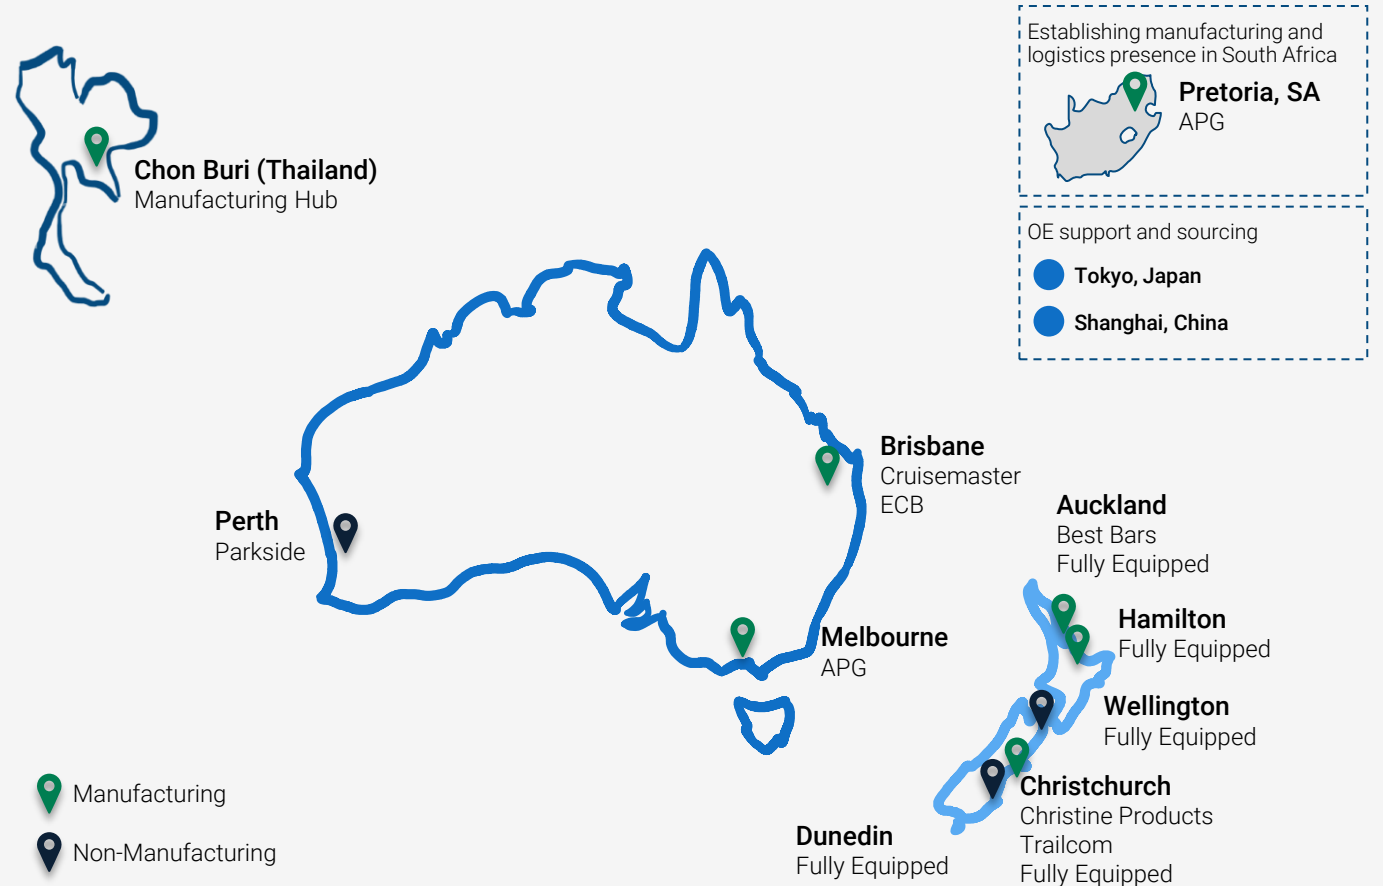 Establishing manufacturing and
logistics presence in South Africa
Pretoria, SA
APG
OE support and sourcing
Tokyo, Japan
Shanghai, China
Chon Buri (Thailand)
Manufacturing Hub
Brisbane
Cruisemaster
ECB
Perth
Parkside
Melbourne
APG
Auckland
Best Bars
Fully Equipped
Hamilton
Fully Equipped
Wellington
Fully Equipped
Christchurch
Christine Products
Trailcom
Fully Equipped
Dunedin
Fully Equipped
Manufacturing
Non-Manufacturing